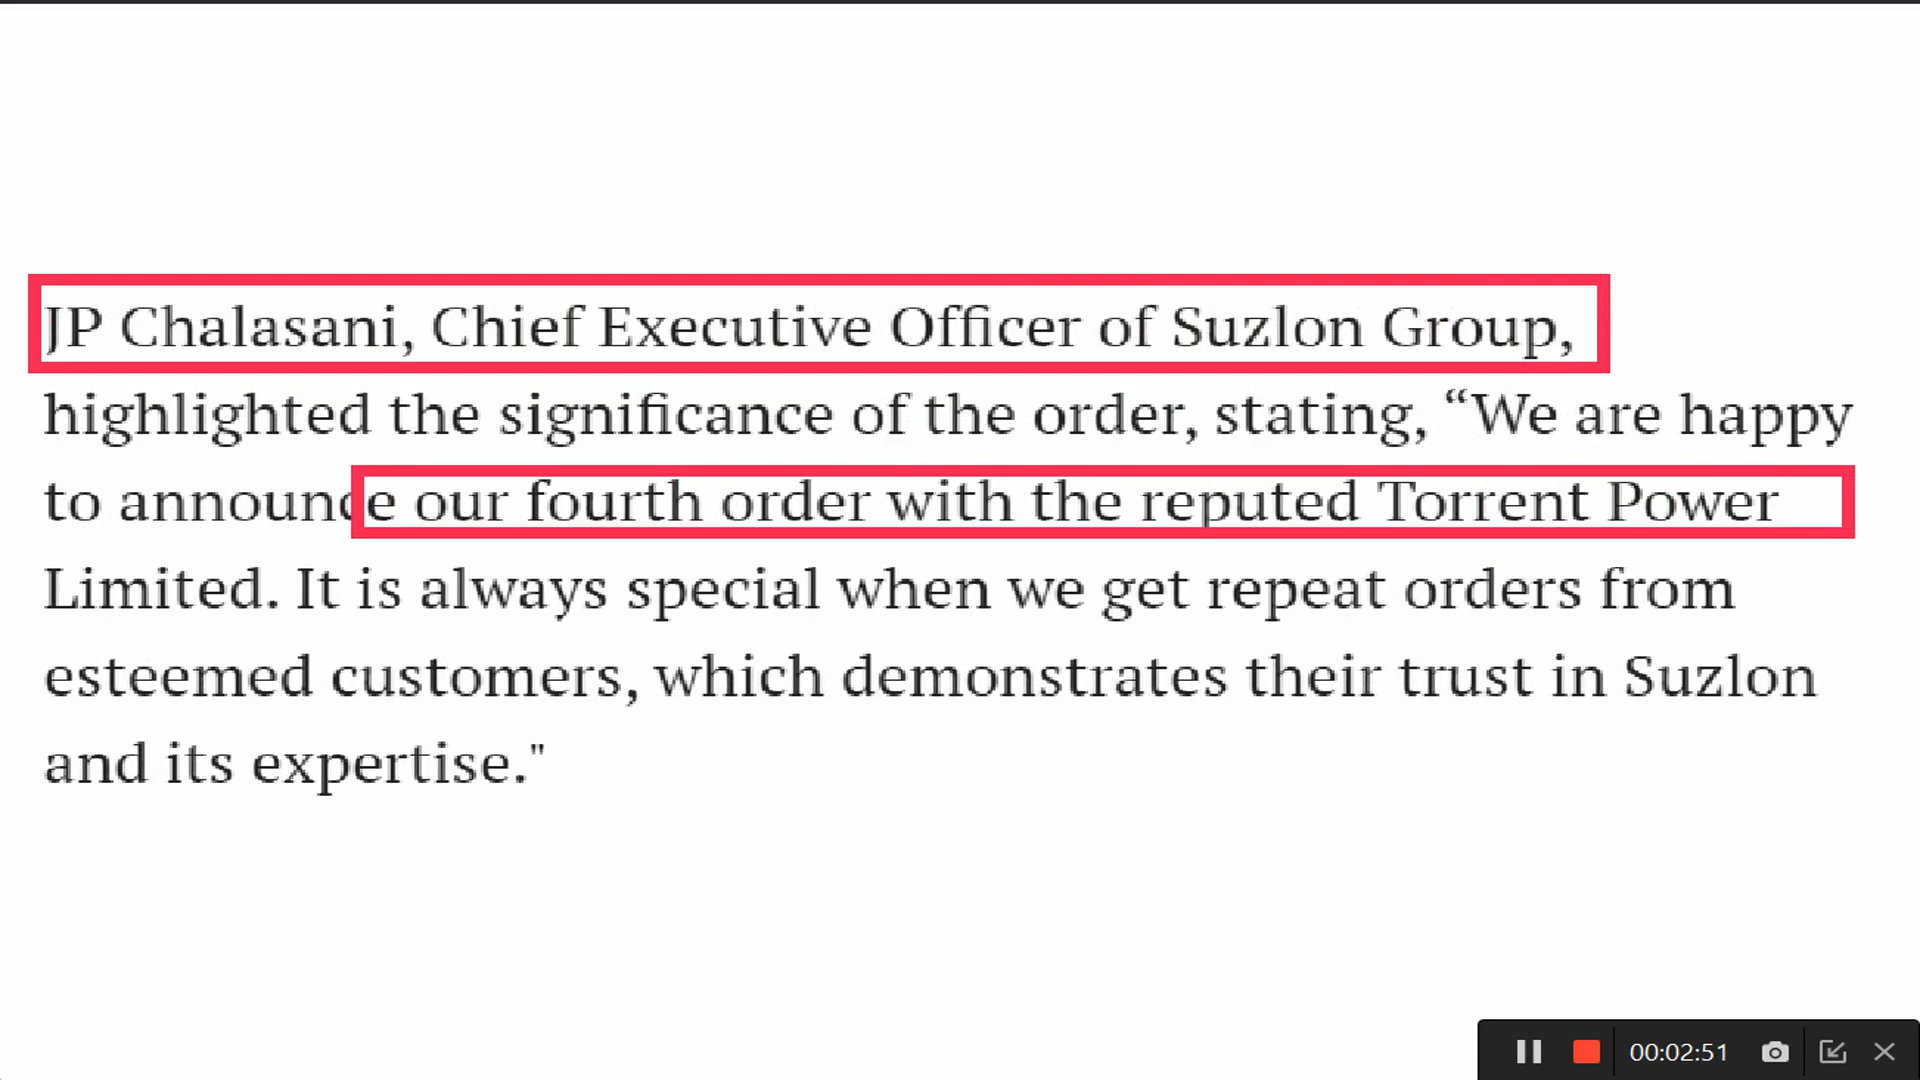 JP Chalasani, Chief Executive Officer of Suzlon Group,
highlighted the significance of the order, stating, “We are happy
to announce our fourth order with the reputed Torrent Power
Limited. It is always special when we get repeat orders from
esteemed customers, which demonstrates their trust in Suzlon
and its expertise."
00:02:51